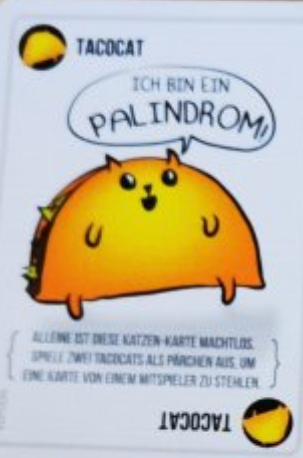 TACOCAT
ICH BIN EIN
PALINDROM!
ALLEINE IST DIESE KATZEN-KARTE MACHTLOS.
SPIELE ZWEI TACOCATS ALS PÄRCHEN AUS, UM
EINE KARTE VON EINEM MITSPIELER ZU STEHLEN.
TACOCAT